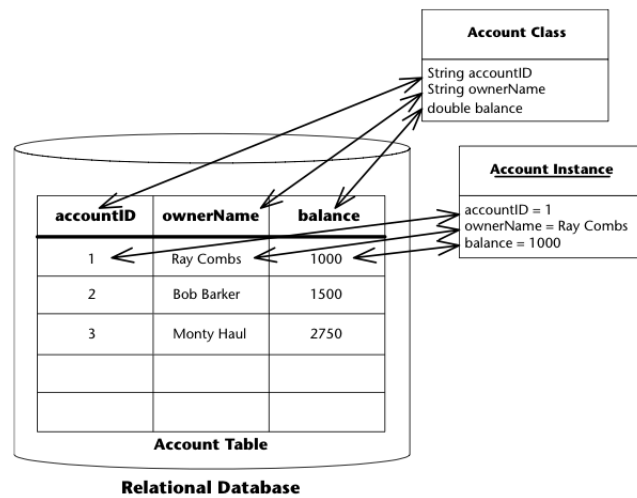 Account Class
String accountID
String ownerName
double balance
Account Instance
accountID = 1
ownerName = Ray Combs
balance = 1000
accountID ownerName balance
1 Ray Combs 1000
2 Bob Barker 1500
3 Monty Haul 2750
Account Table
Relational Database